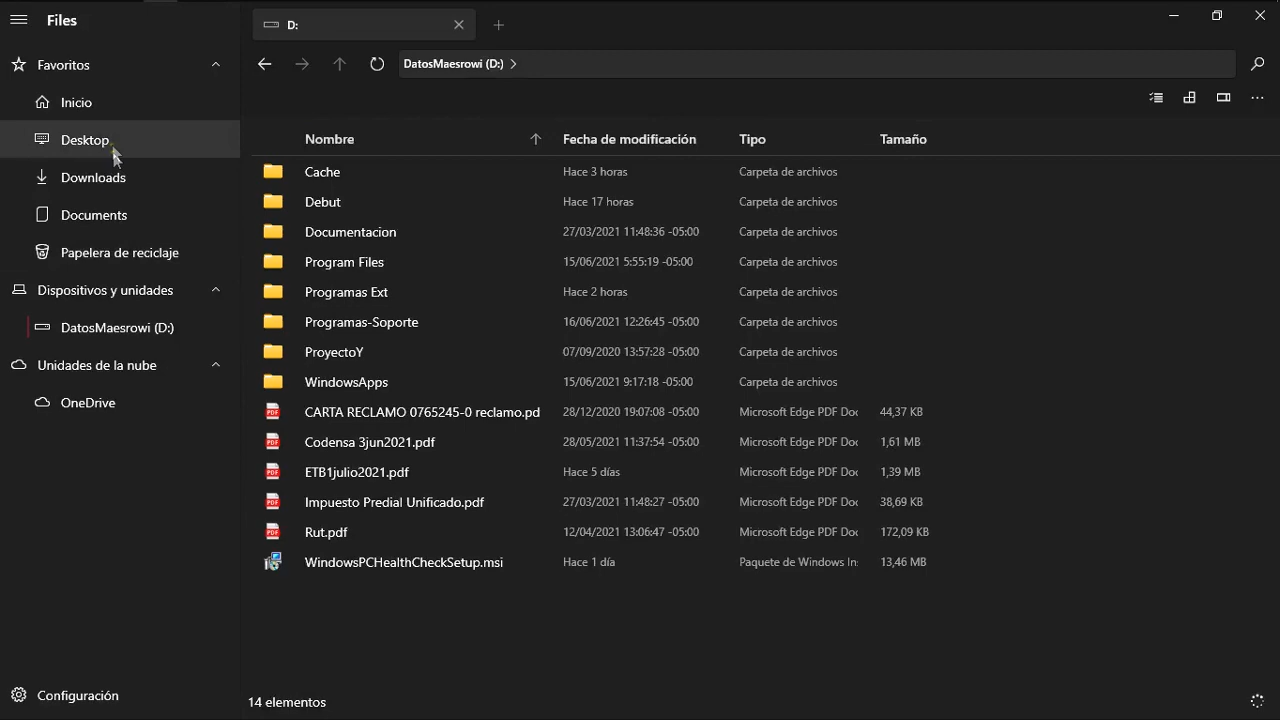 Files
D:
DatosMaesrowi (D:)
Favoritos
Inicio
Desktop
Downloads
Documents
Papelera de reciclaje
Dispositivos y unidades
DatosMaesrowi (D:)
Unidades de la nube
OneDrive
Configuración
Nombre Fecha de modificación Tipo Tamaño
Cache Hace 3 horas Carpeta de archivos
Debut Hace 17 horas Carpeta de archivos
Documentacion 27/03/2021 11:48:36 -05:00 Carpeta de archivos
Program Files 15/06/2021 5:55:19 -05:00 Carpeta de archivos
Programas Ext Hace 2 horas Carpeta de archivos
Programas-Soporte 16/06/2021 12:26:45 -05:00 Carpeta de archivos
ProyectoY 07/09/2020 13:57:28 -05:00 Carpeta de archivos
WindowsApps 15/06/2021 9:17:18 -05:00 Carpeta de archivos
CARTA RECLAMO 0765245-0 reclamo.pd 28/12/2020 19:07:08 -05:00 Microsoft Edge PDF Doc 44,37 KB
Codensa 3jun2021.pdf 28/05/2021 11:37:54 -05:00 Microsoft Edge PDF Doc 1,61 MB
ETB1julio2021.pdf Hace 5 días Microsoft Edge PDF Doc 1,39 MB
Impuesto Predial Unificado.pdf 27/03/2021 11:48:27 -05:00 Microsoft Edge PDF Doc 38,69 KB
Rut.pdf 12/04/2021 13:06:47 -05:00 Microsoft Edge PDF Doc 172,09 KB
WindowsPCHealthCheckSetup.msi Hace 1 día Paquete de Windows In 13,46 MB
14 elementos